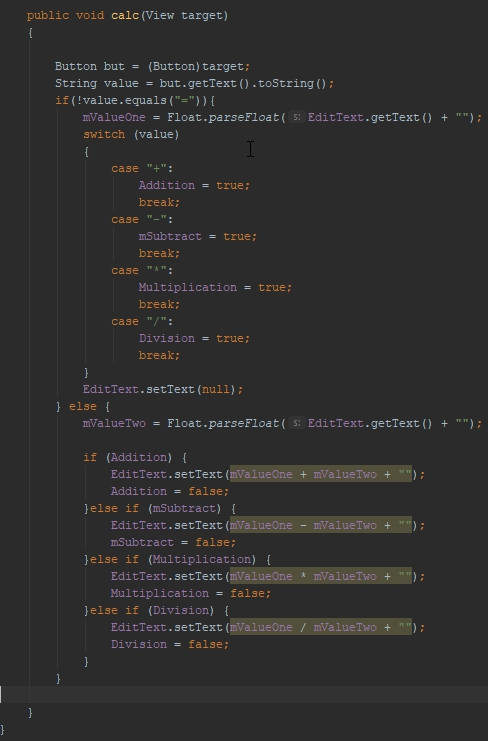 public void calc(View target)
{
Button but = (Button)target;
String value = but.getText().toString();
if(!value.equals("=")){
mValueOne = Float.parseFloat( s: EditText.getText() + "");
switch (value)
{
case "+":
Addition = true;
break;
case "-":
mSubtract = true;
break;
case "*":
Multiplication = true;
break;
case "/":
Division = true;
break;
}
EditText.setText(null);
} else {
mValueTwo = Float.parseFloat( s: EditText.getText() + "");
if (Addition) {
EditText.setText(mValueOne + mValueTwo + "");
Addition = false;
}else if (mSubtract) {
EditText.setText(mValueOne - mValueTwo + "");
mSubtract = false;
}else if (Multiplication) {
EditText.setText(mValueOne * mValueTwo + "");
Multiplication = false;
}else if (Division) {
EditText.setText(mValueOne / mValueTwo + "");
Division = false;
}
}
}
}